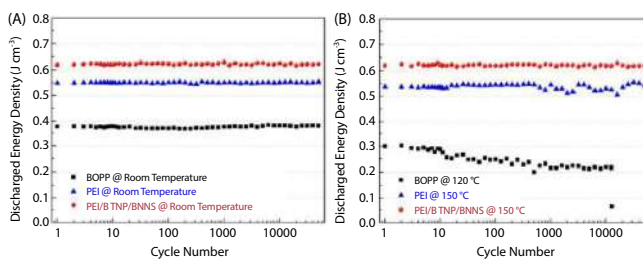 (A)
0.8
0.7
0.6
0.5
0.4
0.3
0.2
0.1
0.0
Discharged Energy Density (J cm⁻³)
BOPP @ Room Temperature
PEI @ Room Temperature
PEI/B TNP/BNNS @ Room Temperature
1 10 100 1000 10000
Cycle Number
(B)
0.8
0.7
0.6
0.5
0.4
0.3
0.2
0.1
0.0
Discharged Energy Density (J cm⁻³)
BOPP @ 120 °C
PEI @ 150 °C
PEI/B TNP/BNNS @ 150 °C
1 10 100 1000 10000
Cycle Number